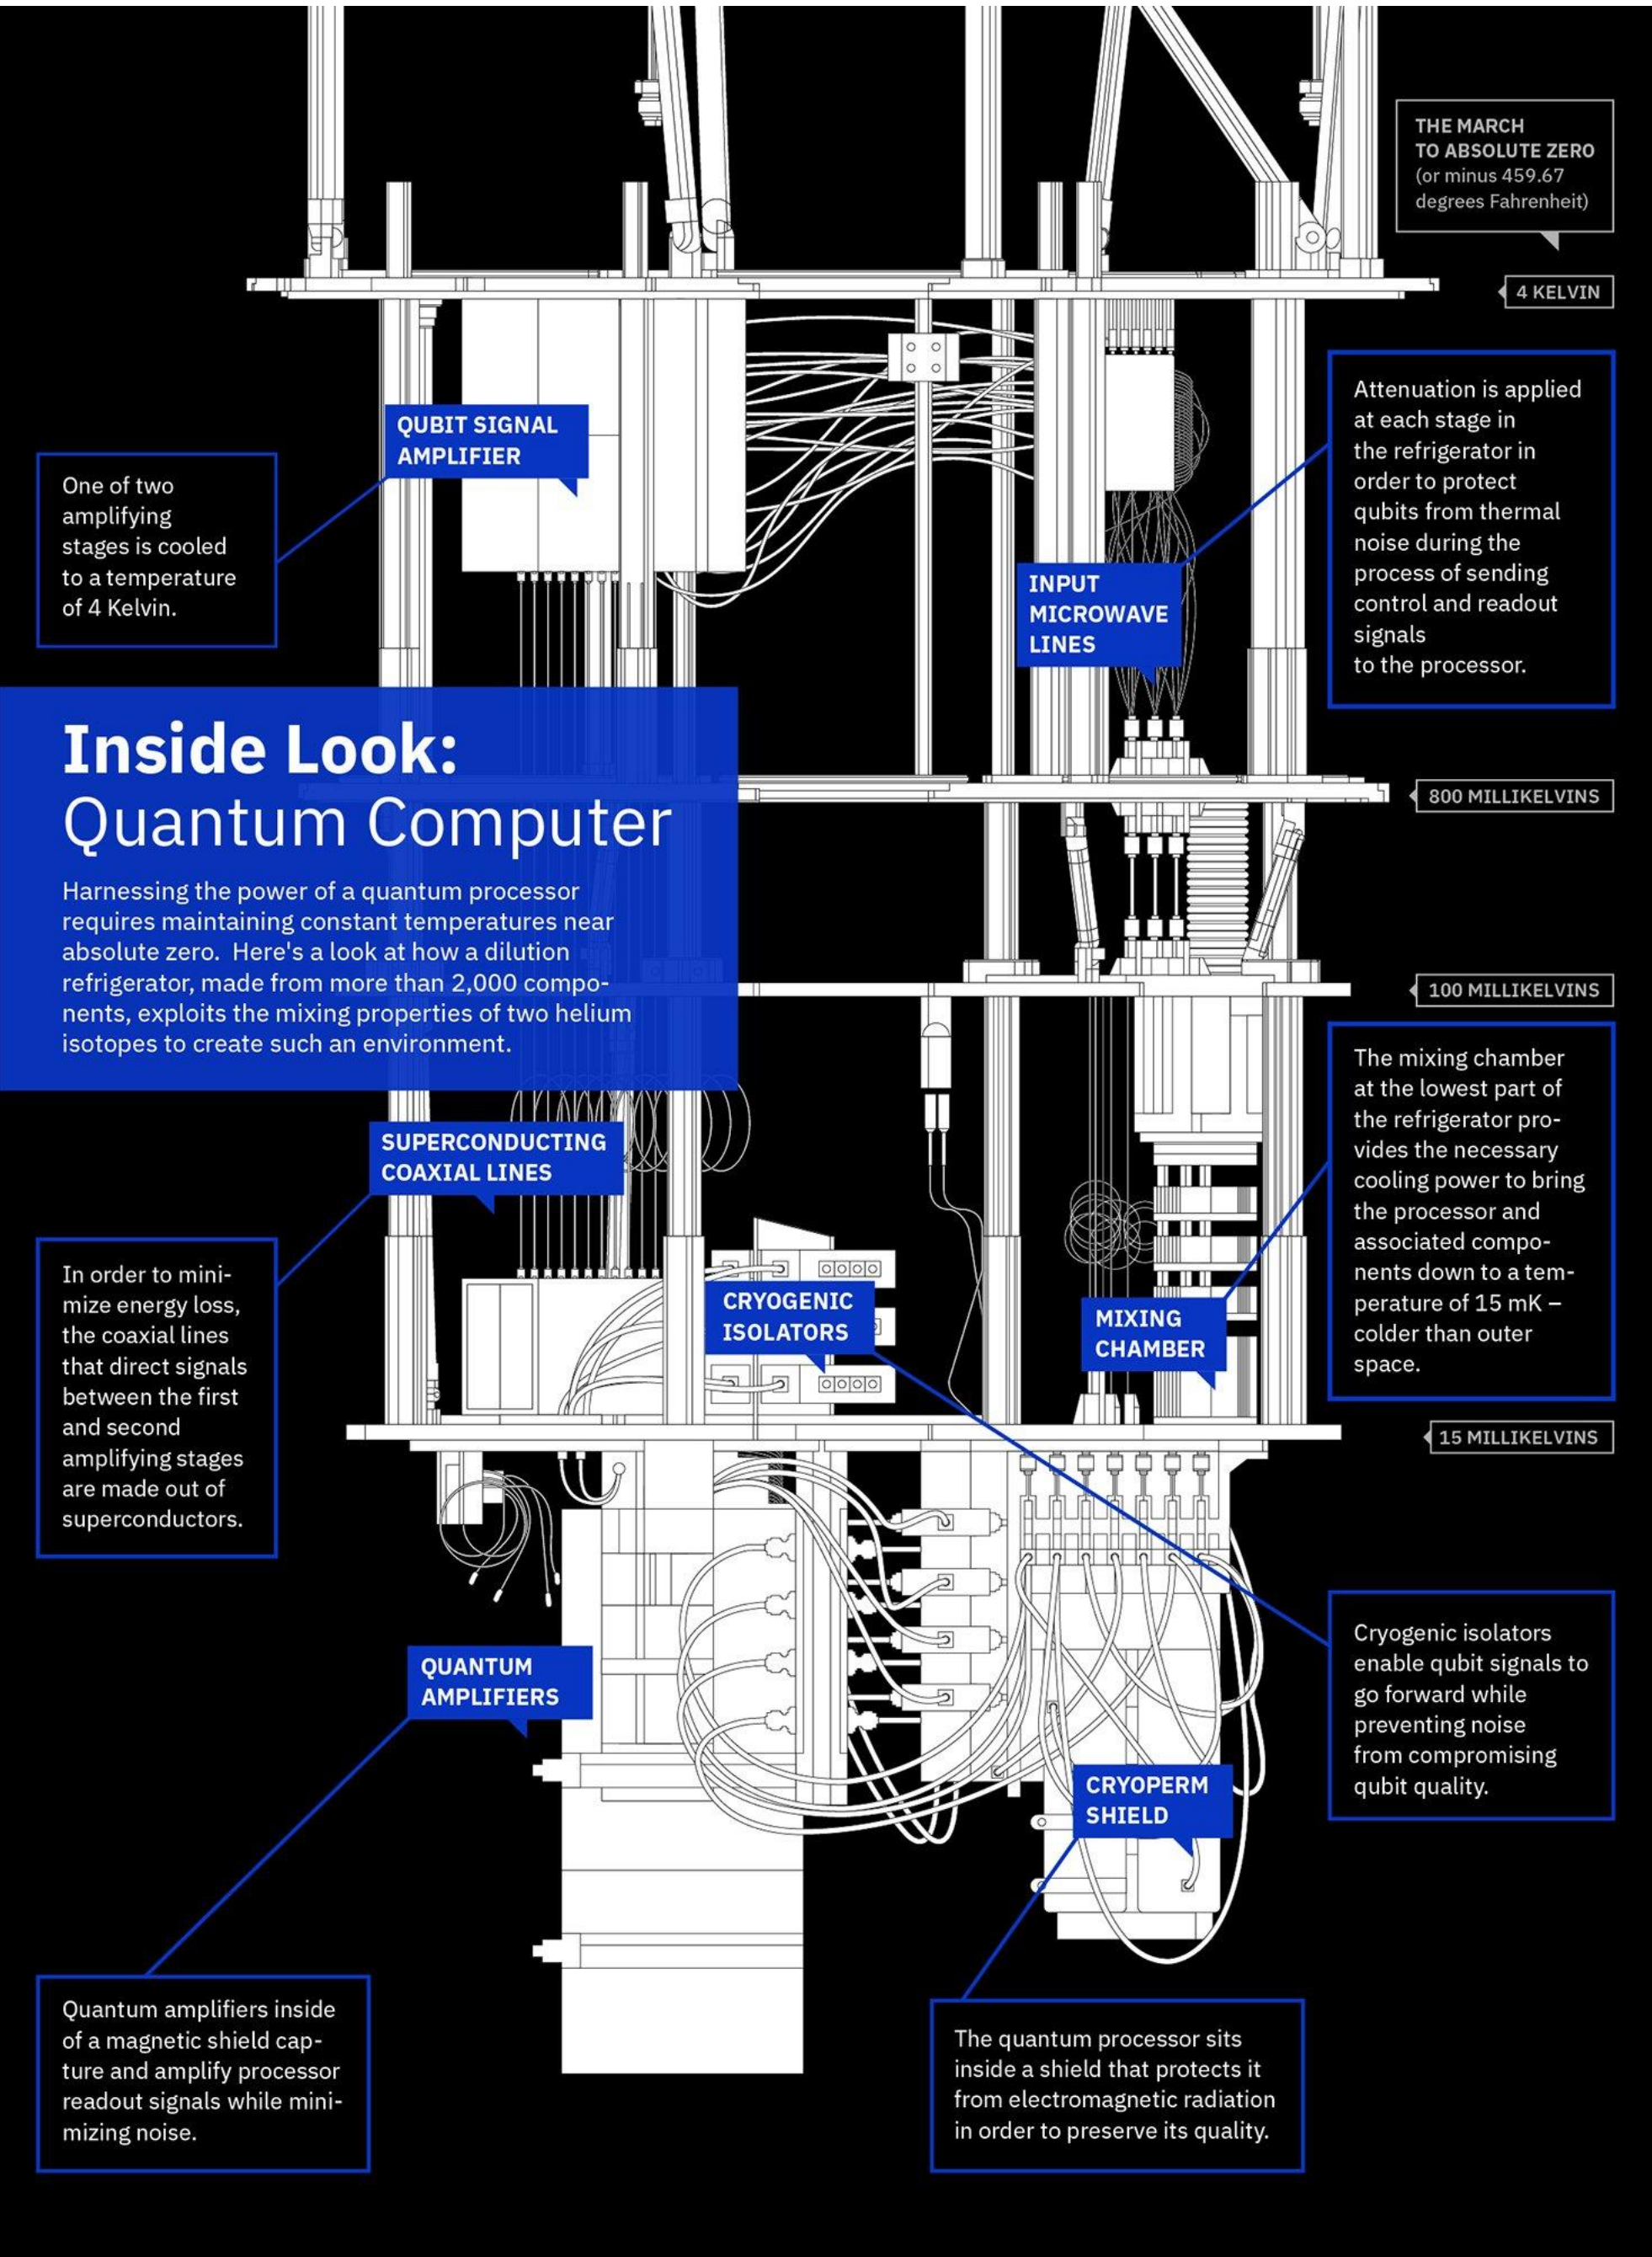 THE MARCH
TO ABSOLUTE ZERO
(or minus 459.67
degrees Fahrenheit)
4 KELVIN
QUBIT SIGNAL
AMPLIFIER
One of two
amplifying
stages is cooled
to a temperature
of 4 Kelvin.
Attenuation is applied
at each stage in
the refrigerator in
order to protect
qubits from thermal
noise during the
process of sending
control and readout
signals
to the processor.
INPUT
MICROWAVE
LINES
Inside Look:
Quantum Computer
Harnessing the power of a quantum processor
requires maintaining constant temperatures near
absolute zero.  Here's a look at how a dilution
refrigerator, made from more than 2,000 compo-
nents, exploits the mixing properties of two helium
isotopes to create such an environment.
800 MILLIKELVINS
100 MILLIKELVINS
The mixing chamber
at the lowest part of
the refrigerator pro-
vides the necessary
cooling power to bring
the processor and
associated compo-
nents down to a tem-
perature of 15 mK –
colder than outer
space.
SUPERCONDUCTING
COAXIAL LINES
In order to mini-
mize energy loss,
the coaxial lines
that direct signals
between the first
and second
amplifying stages
are made out of
superconductors.
CRYOGENIC
ISOLATORS
MIXING
CHAMBER
15 MILLIKELVINS
Cryogenic isolators
enable qubit signals to
go forward while
preventing noise
from compromising
qubit quality.
QUANTUM
AMPLIFIERS
CRYOPERM
SHIELD
Quantum amplifiers inside
of a magnetic shield cap-
ture and amplify processor
readout signals while mini-
mizing noise.
The quantum processor sits
inside a shield that protects it
from electromagnetic radiation
in order to preserve its quality.